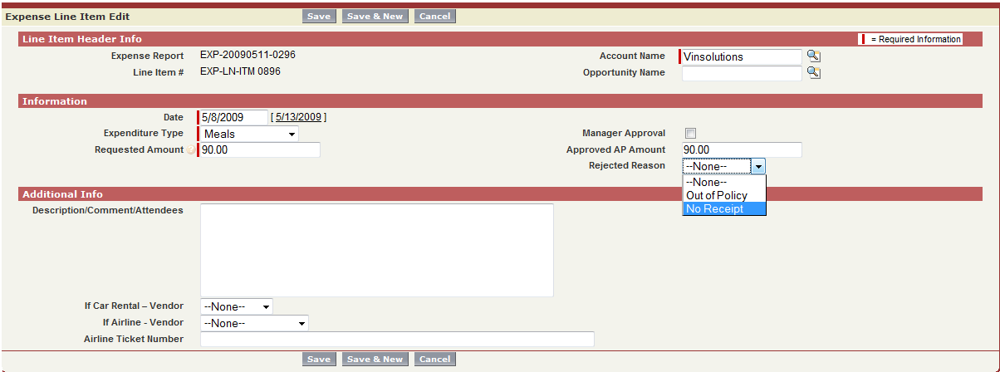 Expense Line Item Edit Save Save & New Cancel
Line Item Header Info = Required Information
Expense Report EXP-20090511-0296 Account Name Vinsolutions
Line Item # EXP-LN-ITM 0896 Opportunity Name
Information
Date 5/8/2009 [ 5/13/2009 ]
Expenditure Type Meals Manager Approval
Requested Amount 90.00 Approved AP Amount 90.00
Rejected Reason --None--
--None--
Additional Info Out of Policy
Description/Comment/Attendees No Receipt
If Car Rental – Vendor --None--
If Airline - Vendor --None--
Airline Ticket Number
Save Save & New Cancel